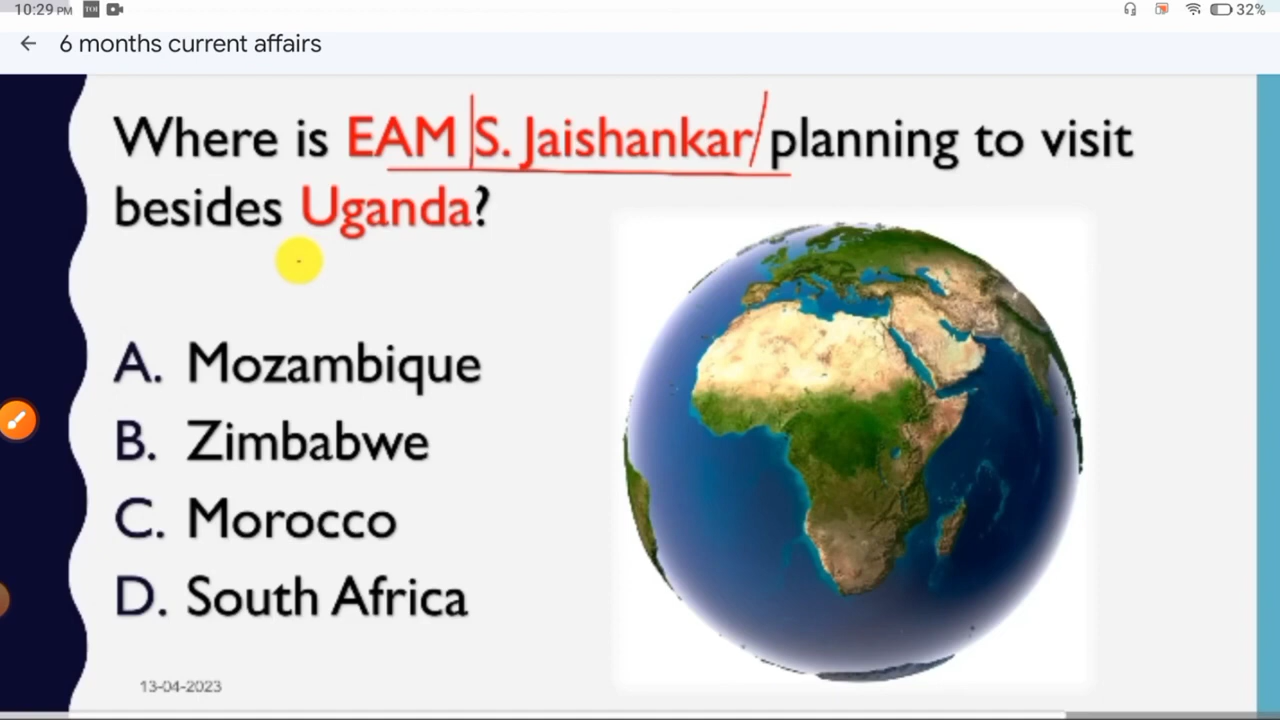 10:29 PM TOI 32%
6 months current affairs
Where is EAM S. Jaishankar planning to visit
besides Uganda?
A. Mozambique
B. Zimbabwe
C. Morocco
D. South Africa
13-04-2023